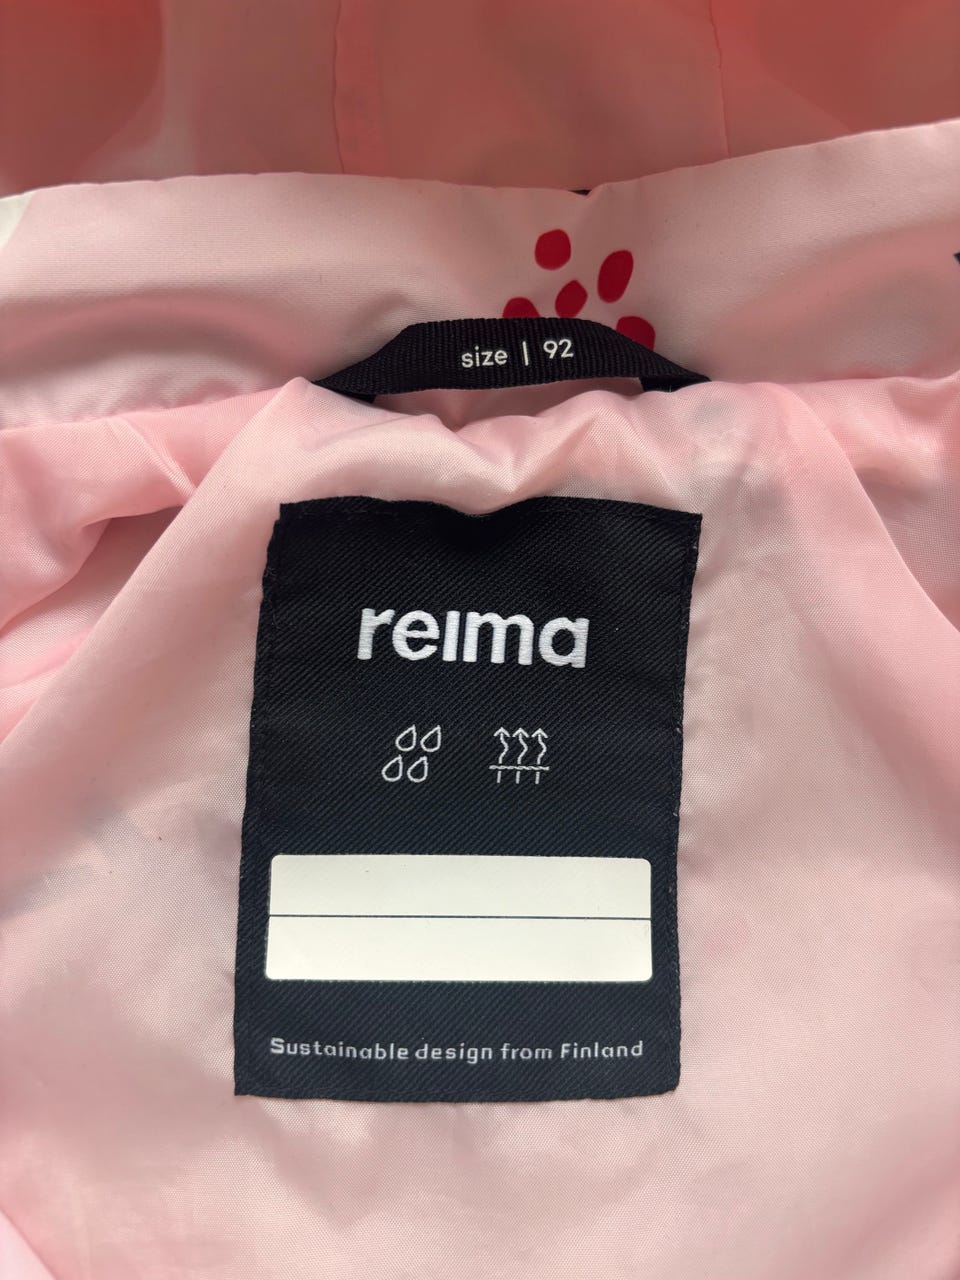 size | 92
reima
Sustainable design from Finland